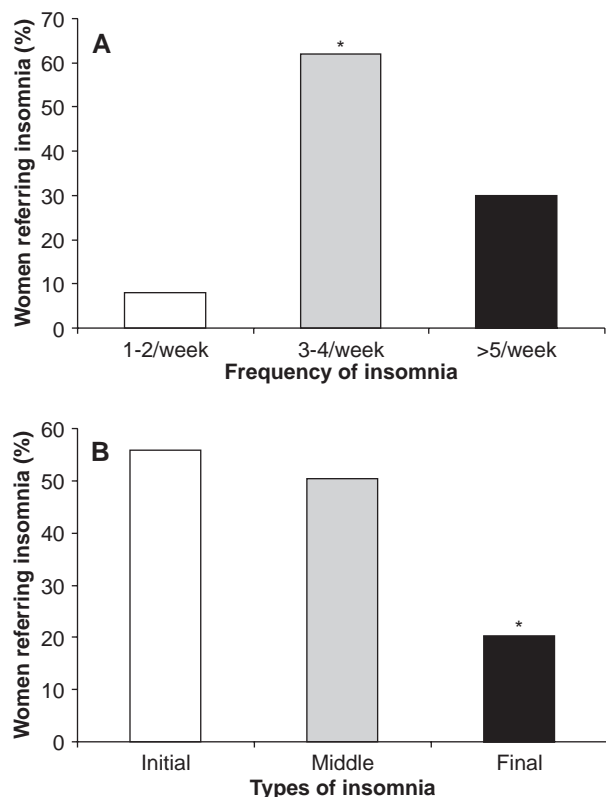 A
Women referring insomnia (%)
70
60
50
40
30
20
10
0
*
1-2/week 3-4/week >5/week
Frequency of insomnia
B
Women referring insomnia (%)
60
50
40
30
20
10
0
*
Initial Middle Final
Types of insomnia